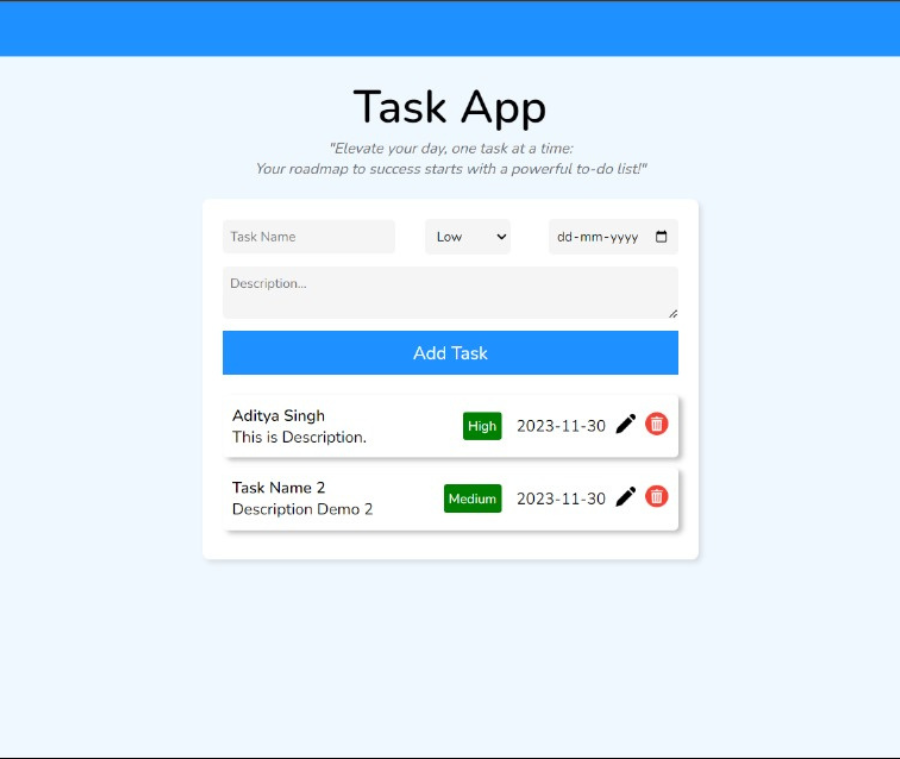 Task App
"Elevate your day, one task at a time:
Your roadmap to success starts with a powerful to-do list!"
Task Name
Low
dd-mm-yyyy
Description...
Add Task
Aditya Singh
This is Description.
High
2023-11-30
Task Name 2
Description Demo 2
Medium
2023-11-30